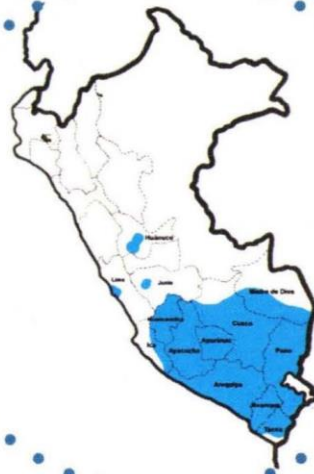 Huánuco
Lima
Junín
Madre de Dios
Huancavelica
Cusco
Ica
Ayacucho
Apurímac
Puno
Arequipa
Moquegua
Tacna